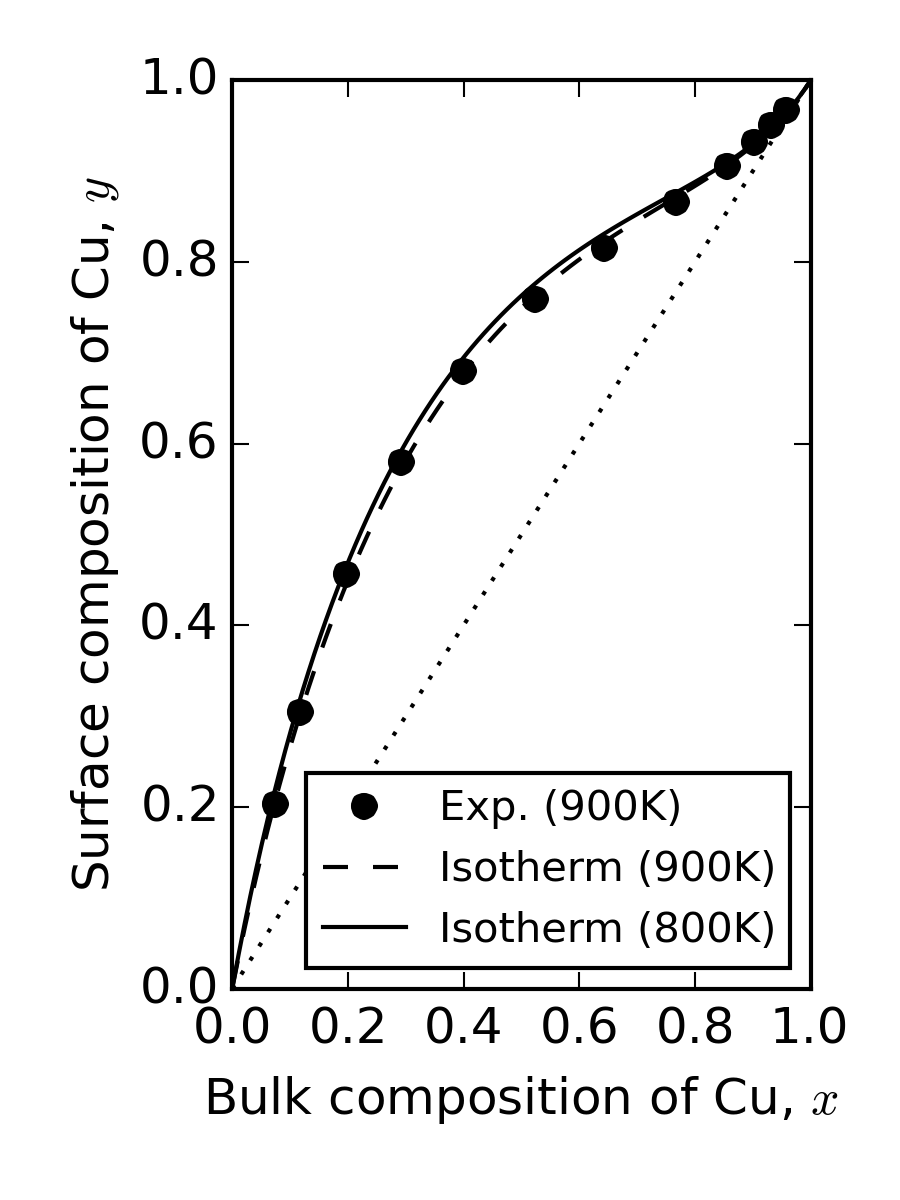 1.0
0.8
0.6
0.4
0.2
0.0
Surface composition of Cu, y
Exp. (900K)
Isotherm (900K)
Isotherm (800K)
0.0 0.2 0.4 0.6 0.8 1.0
Bulk composition of Cu, x